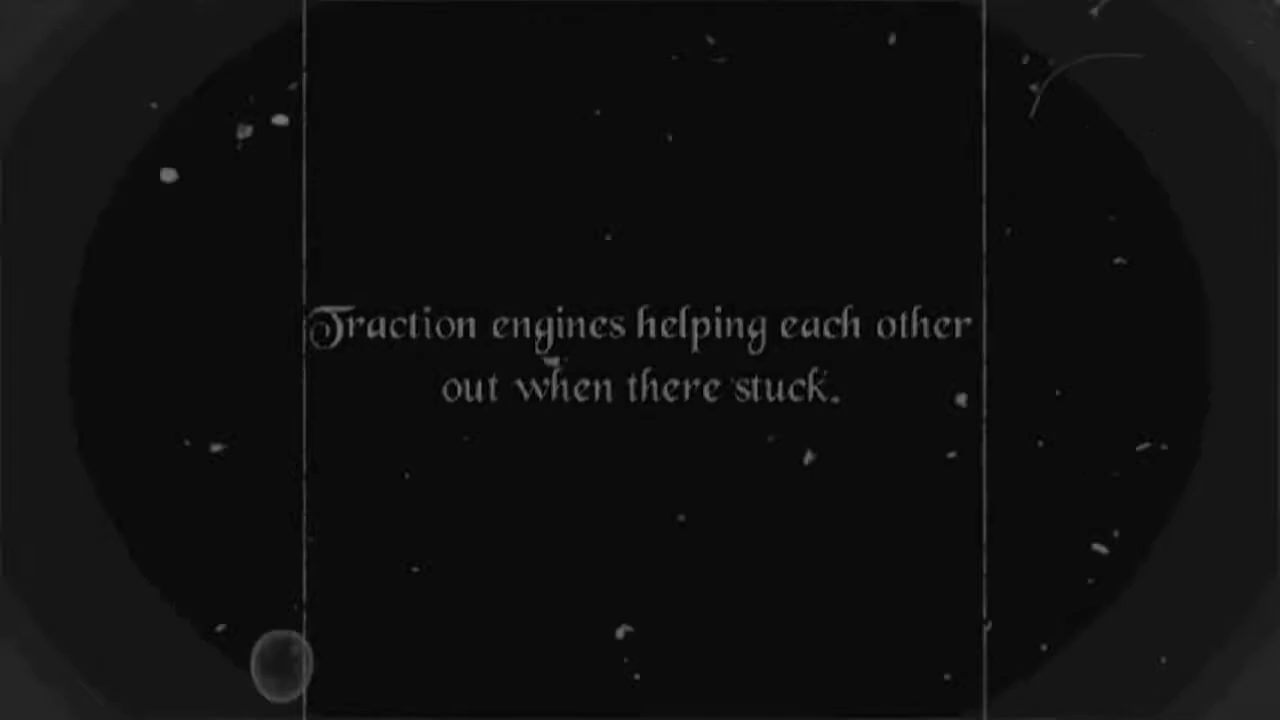 Traction engines helping each other
out when there stuck.